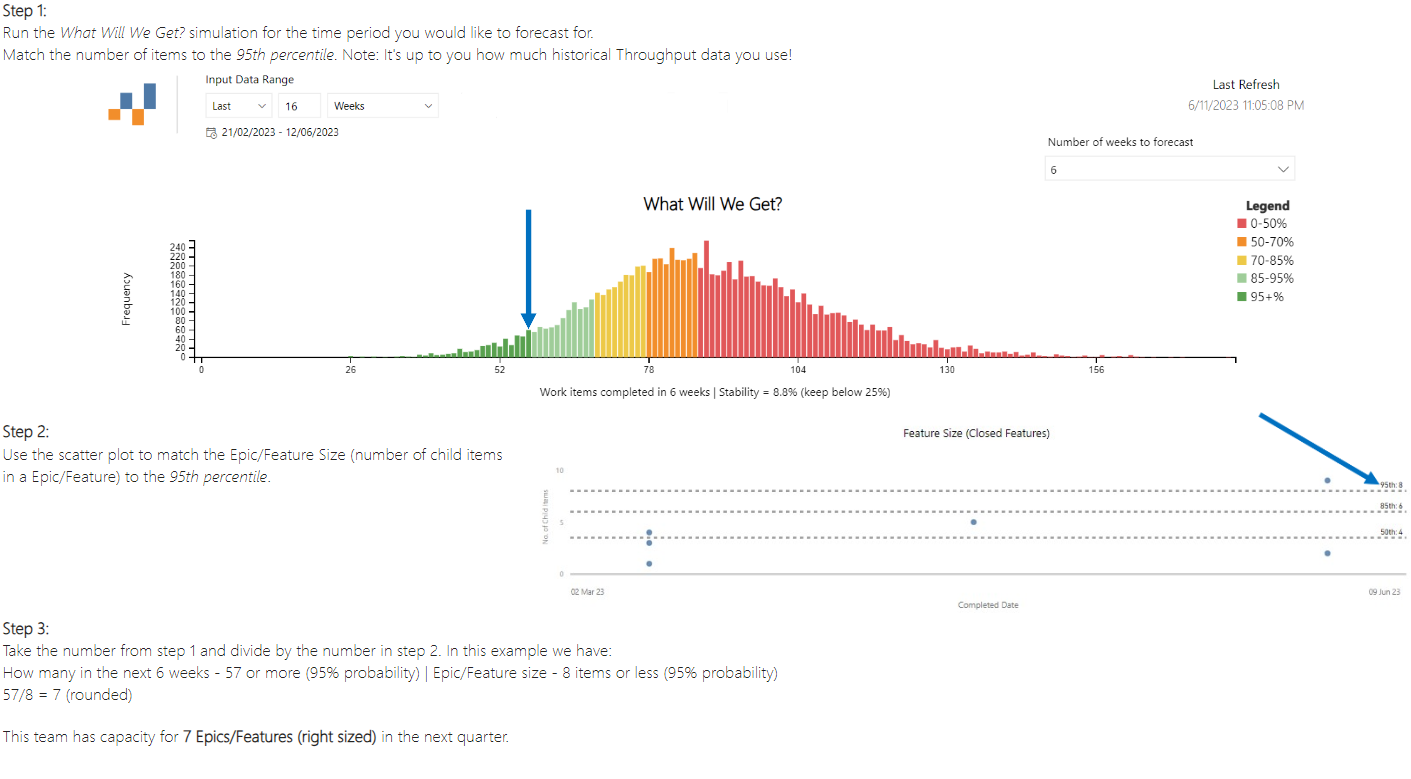 Step 1:
Run the What Will We Get? simulation for the time period you would like to forecast for.
Match the number of items to the 95th percentile. Note: It's up to you how much historical Throughput data you use!
Input Data Range
Last 16 Weeks
21/02/2023 - 12/06/2023
Last Refresh
6/11/2023 11:05:08 PM
Number of weeks to forecast
6
What Will We Get?
Legend
0-50%
50-70%
70-85%
85-95%
95+%
Frequency
240
220
200
180
160
140
120
100
80
60
40
20
0
0 26 52 78 104 130 156
Work items completed in 6 weeks | Stability = 8.8% (keep below 25%)
Step 2:
Use the scatter plot to match the Epic/Feature Size (number of child items
in a Epic/Feature) to the 95th percentile.
Feature Size (Closed Features)
No. of Child Items
10
5
0
95th: 8
85th: 6
50th: 4
02 Mar 23 09 Jun 23
Completed Date
Step 3:
Take the number from step 1 and divide by the number in step 2. In this example we have:
How many in the next 6 weeks - 57 or more (95% probability) | Epic/Feature size - 8 items or less (95% probability)
57/8 = 7 (rounded)
This team has capacity for 7 Epics/Features (right sized) in the next quarter.